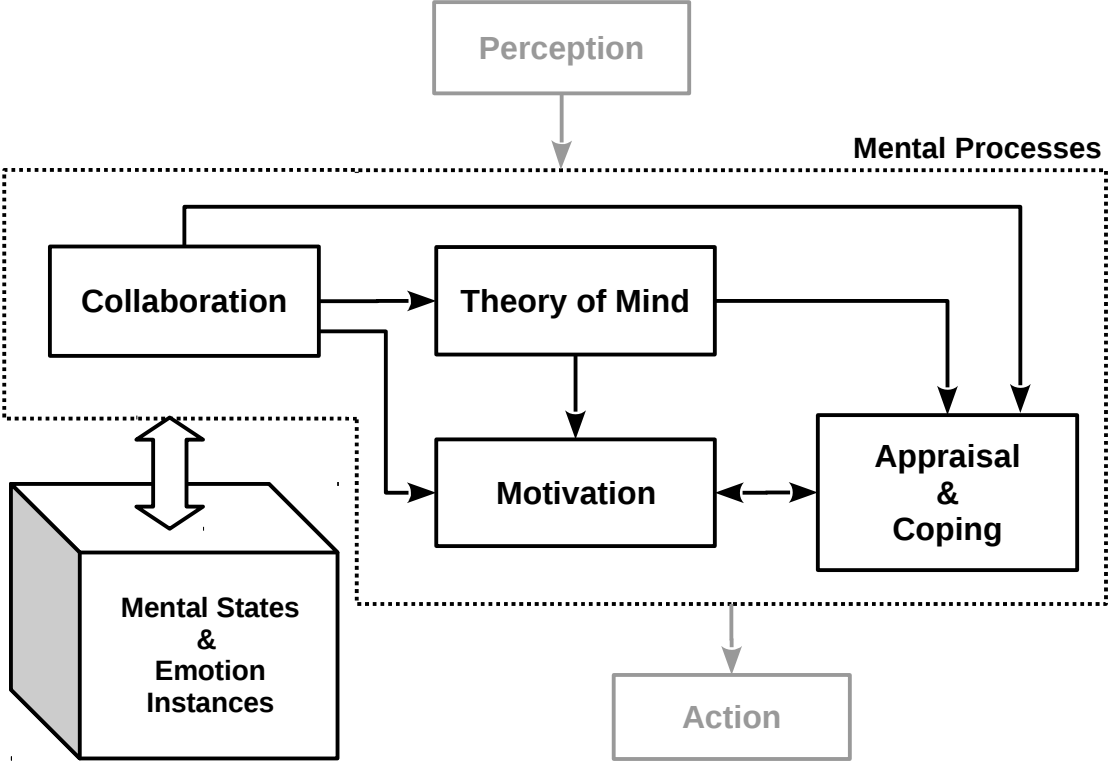 Perception
Mental Processes
Collaboration
Theory of Mind
Motivation
Appraisal
&
Coping
Mental States
&
Emotion
Instances
Action